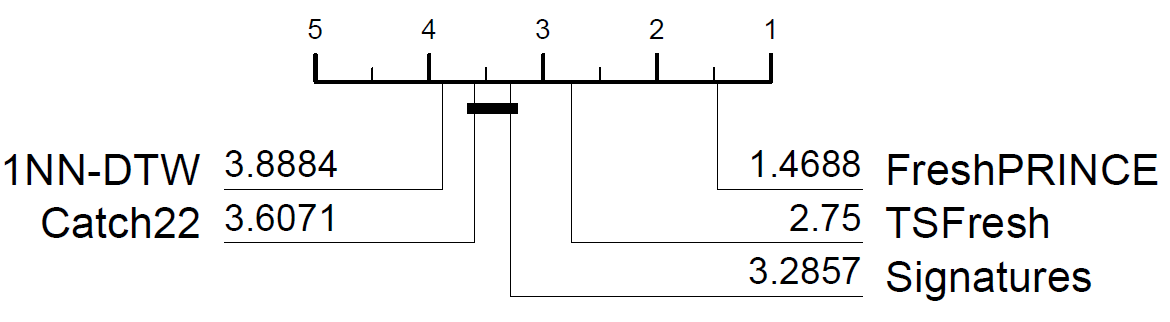 5 4 3 2 1
1NN-DTW 3.8884 1.4688 FreshPRINCE
Catch22 3.6071 2.75 TSFresh
3.2857 Signatures